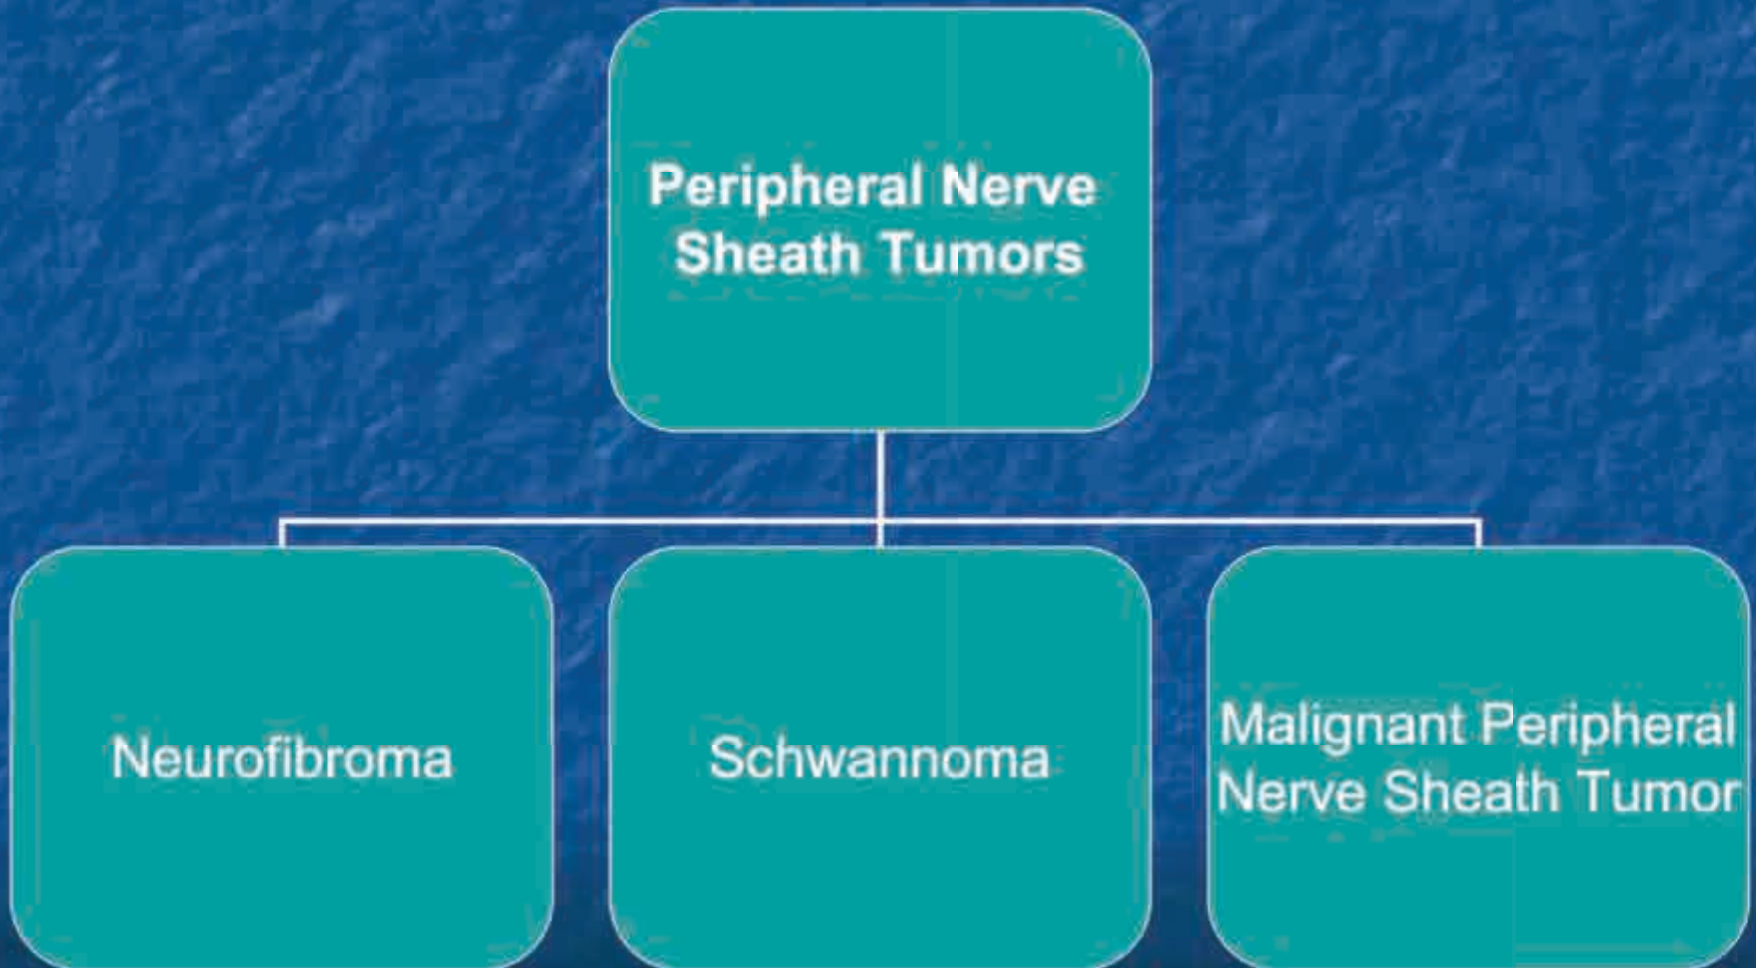 Peripheral Nerve
Sheath Tumors
Neurofibroma
Schwannoma
Malignant Peripheral
Nerve Sheath Tumor